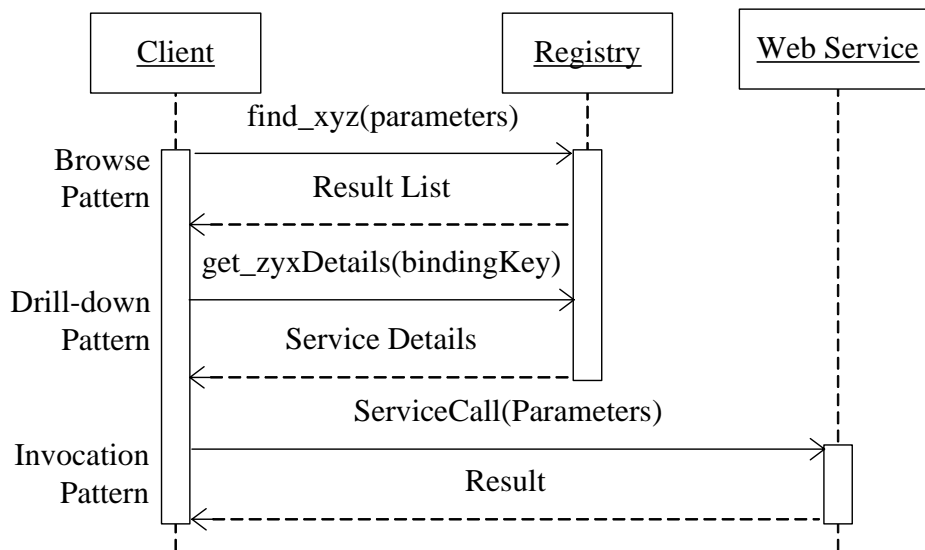 Client
Registry
Web Service
find_xyz(parameters)
Browse
Pattern
Result List
get_zyxDetails(bindingKey)
Drill-down
Pattern
Service Details
ServiceCall(Parameters)
Invocation
Pattern
Result